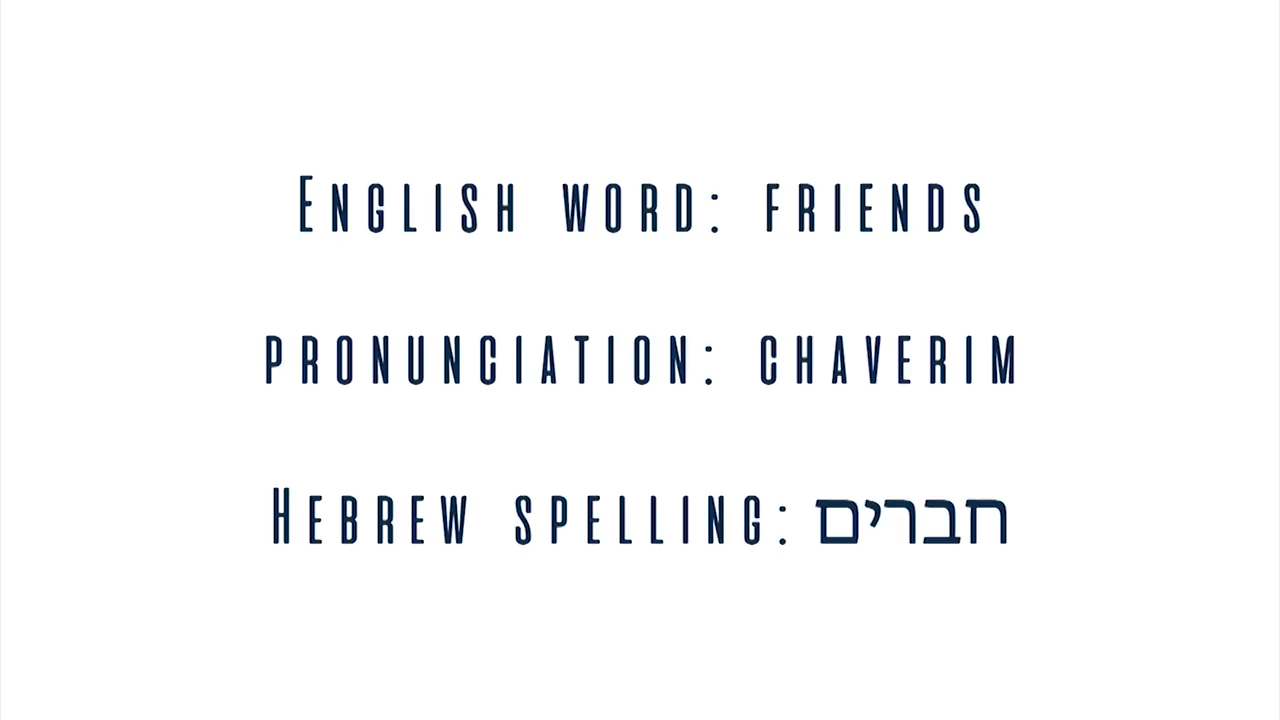 English word: friends
pronunciation: chaverim
Hebrew spelling: חברים